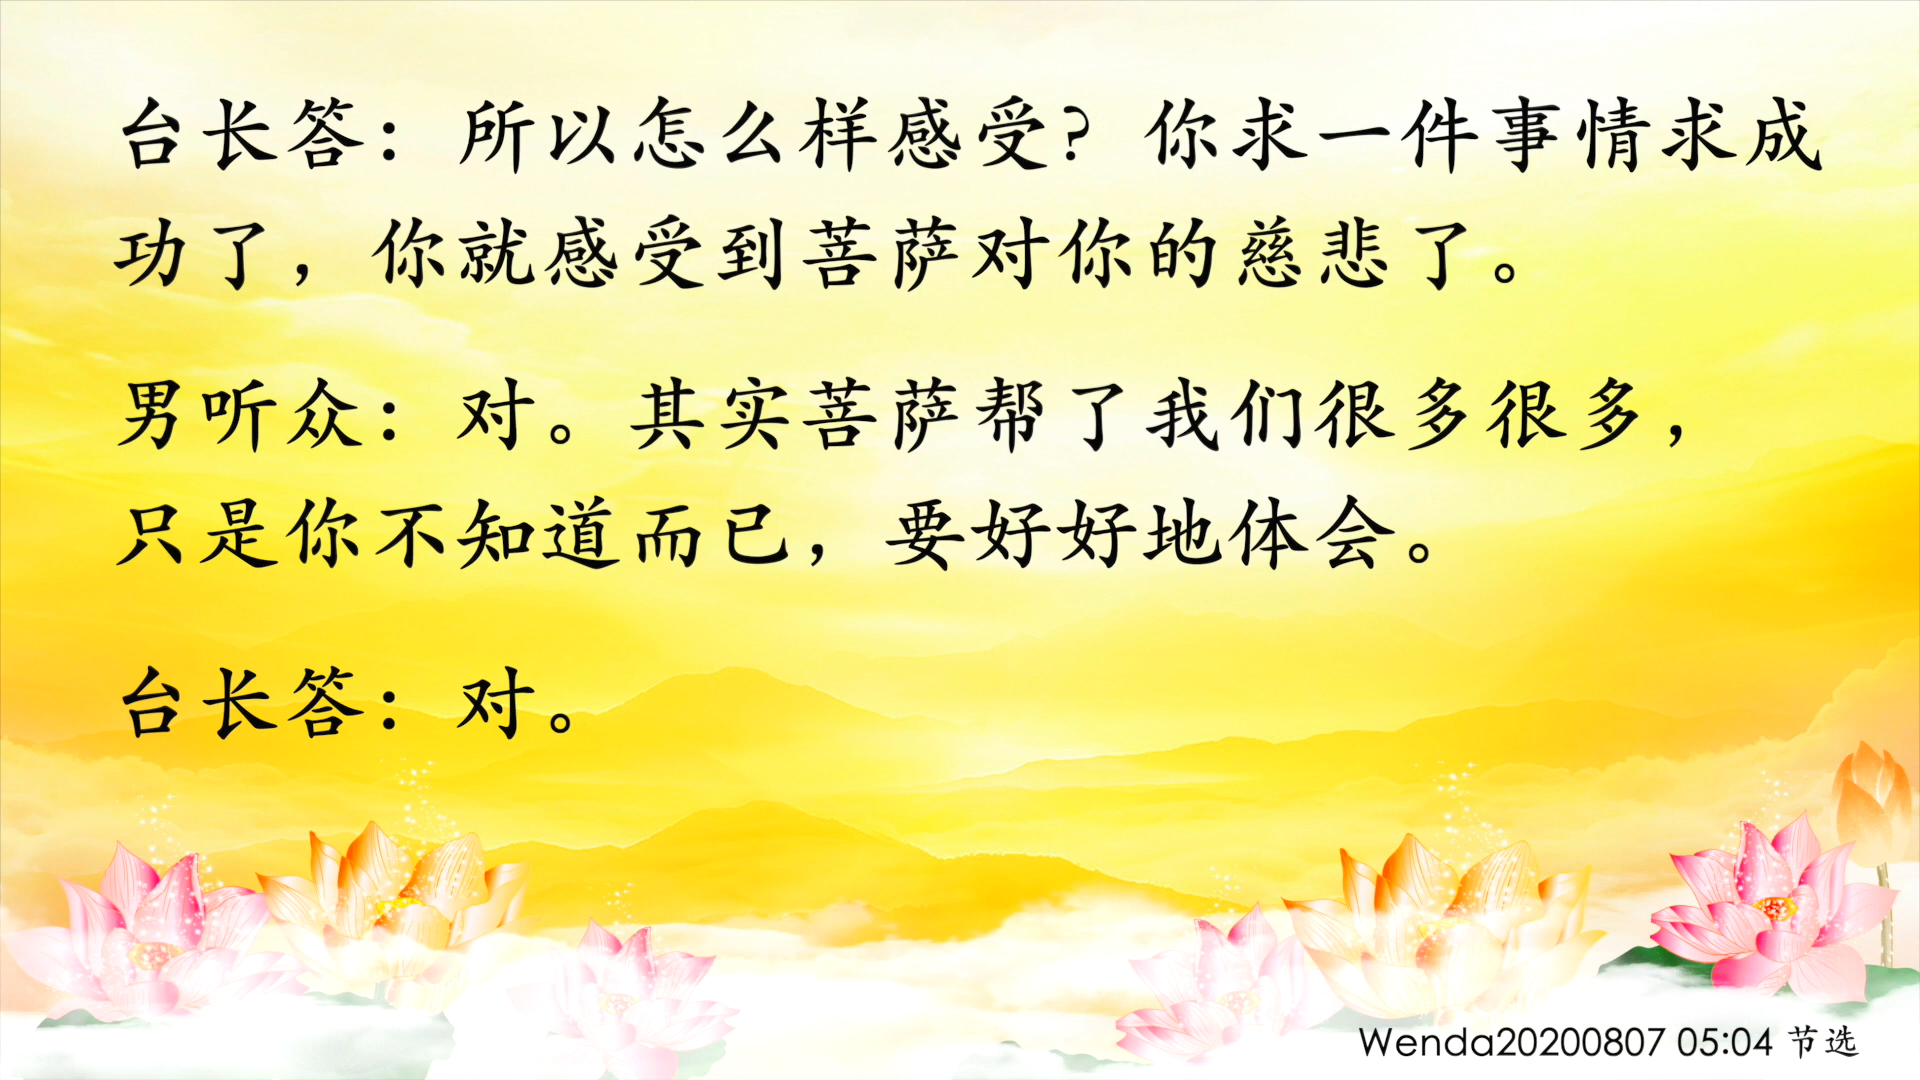 台长答：所以怎么样感受？你求一件事情求成
功了，你就感受到菩萨对你的慈悲了。
男听众：对。其实菩萨帮了我们很多很多，
只是你不知道而已，要好好地体会。
台长答：对。
Wenda20200807 05:04 节选